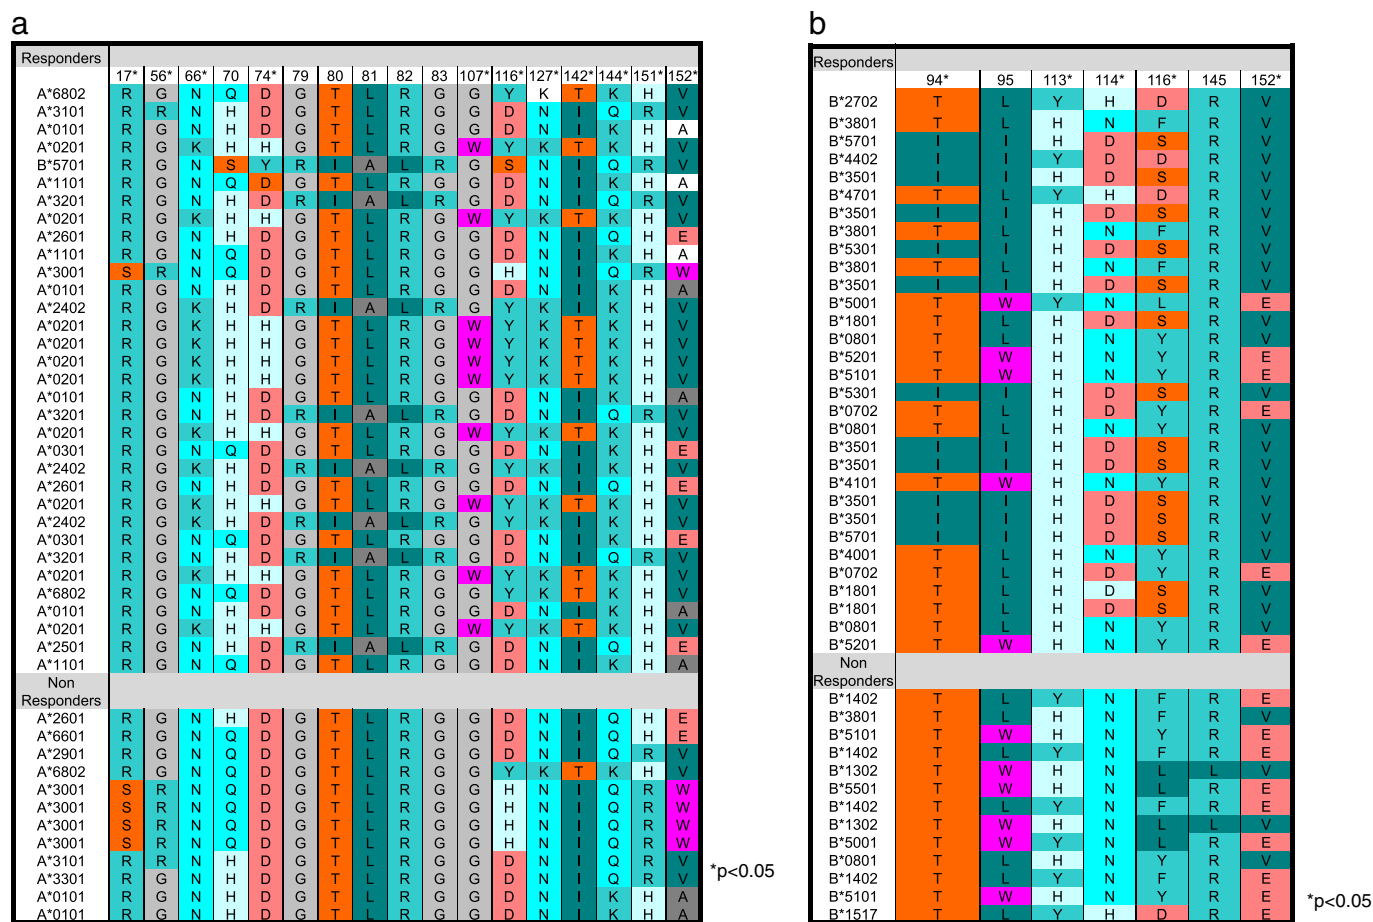 a
Responders
17* 56* 66* 70 74* 79 80 81 82 83 107* 116* 127* 142* 144* 151* 152*
A*6802 R G N Q D G T L R G G Y K T K H V
A*3101 R R N H D G T L R G G D N I Q R V
A*0101 R G N H D G T L R G G D N I K H A
A*0201 R G K H H G T L R G W Y K T K H V
B*5701 R G N S Y R I A L R G S N I Q R V
A*1101 R G N Q D G T L R G G D N I K H A
A*3201 R G N H D R I A L R G D N I Q R V
A*0201 R G K H H G T L R G W Y K T K H V
A*2601 R G N H D G T L R G G D N I Q H E
A*1101 R G N Q D G T L R G G D N I K H A
A*3001 S R N Q D G T L R G G H N I Q R W
A*0101 R G N H D G T L R G G D N I K H A
A*2402 R G K H D R I A L R G Y K I K H V
A*0201 R G K H H G T L R G W Y K T K H V
A*0201 R G K H H G T L R G W Y K T K H V
A*0201 R G K H H G T L R G W Y K T K H V
A*0201 R G K H H G T L R G W Y K T K H V
A*0101 R G N H D G T L R G G D N I K H A
A*3201 R G N H D R I A L R G D N I Q R V
A*0201 R G K H H G T L R G W Y K T K H V
A*0301 R G N Q D G T L R G G D N I K H E
A*2402 R G K H D R I A L R G Y K I K H V
A*2601 R G N H D G T L R G G D N I Q H E
A*0201 R G K H H G T L R G W Y K T K H V
A*2402 R G K H D R I A L R G Y K I K H V
A*0301 R G N Q D G T L R G G D N I K H E
A*3201 R G N H D R I A L R G D N I Q R V
A*0201 R G K H H G T L R G W Y K T K H V
A*6802 R G N Q D G T L R G G Y K T K H V
A*0101 R G N H D G T L R G G D N I K H A
A*0201 R G K H H G T L R G W Y K T K H V
A*2501 R G N H D R I A L R G D N I Q H E
A*1101 R G N Q D G T L R G G D N I K H A
Non
Responders
A*2601 R G N H D G T L R G G D N I Q H E
A*6601 R G N Q D G T L R G G D N I Q H E
A*2901 R G N Q D G T L R G G D N I Q R V
A*6802 R G N Q D G T L R G G Y K T K H V
A*3001 S R N Q D G T L R G G H N I Q R W
A*3001 S R N Q D G T L R G G H N I Q R W
A*3001 S R N Q D G T L R G G H N I Q R W
A*3001 S R N Q D G T L R G G H N I Q R W
A*3101 R R N H D G T L R G G D N I Q R V
A*3301 R G N H D G T L R G G D N I Q R V
A*0101 R G N H D G T L R G G D N I K H A
A*0101 R G N H D G T L R G G D N I K H A
*p<0.05
b
Responders
94* 95 113* 114* 116* 145 152*
B*2702 T L Y H D R V
B*3801 T L H N F R V
B*5701 I I H D S R V
B*4402 I I Y D D R V
B*3501 I I H D S R V
B*4701 T L Y H D R V
B*3501 I I H D S R V
B*3801 T L H N F R V
B*5301 I I H D S R V
B*3801 T L H N F R V
B*3501 I I H D S R V
B*5001 T W Y N L R E
B*1801 T L H D S R V
B*0801 T L H N Y R V
B*5201 T W H N Y R E
B*5101 T W H N Y R E
B*5301 I I H D S R V
B*0702 T L H D Y R E
B*0801 T L H N Y R V
B*3501 I I H D S R V
B*3501 I I H D S R V
B*4101 T W H N Y R V
B*3501 I I H D S R V
B*3501 I I H D S R V
B*5701 I I H D S R V
B*4001 T L H N Y R V
B*0702 T L H D Y R E
B*1801 T L H D S R V
B*1801 T L H D S R V
B*0801 T L H N Y R V
B*5201 T W H N Y R E
Non
Responders
B*1402 T L Y N F R E
B*3801 T L H N F R V
B*5101 T W H N Y R E
B*1402 T L Y N F R E
B*1302 T W H N L L V
B*5501 T W H N L R E
B*1402 T L Y N F R E
B*1302 T W H N L L V
B*5001 T W Y N L R E
B*0801 T L H N Y R V
B*1402 T L Y N F R E
B*5101 T W H N Y R E
B*1517 T L Y H D R E
*p<0.05